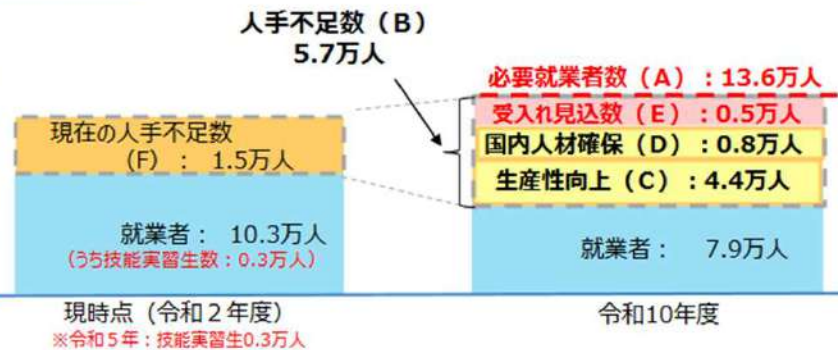 人手不足数（B）
5.7万人
必要就業者数（A）：13.6万人
受入れ見込数（E）：0.5万人
国内人材確保（D）：0.8万人
生産性向上（C）：4.4万人
現在の人手不足数
（F）： 1.5万人
就業者： 10.3万人
（うち技能実習生数：0.3万人）
就業者： 7.9万人
現時点（令和２年度）
※令和５年：技能実習生0.3万人
令和10年度